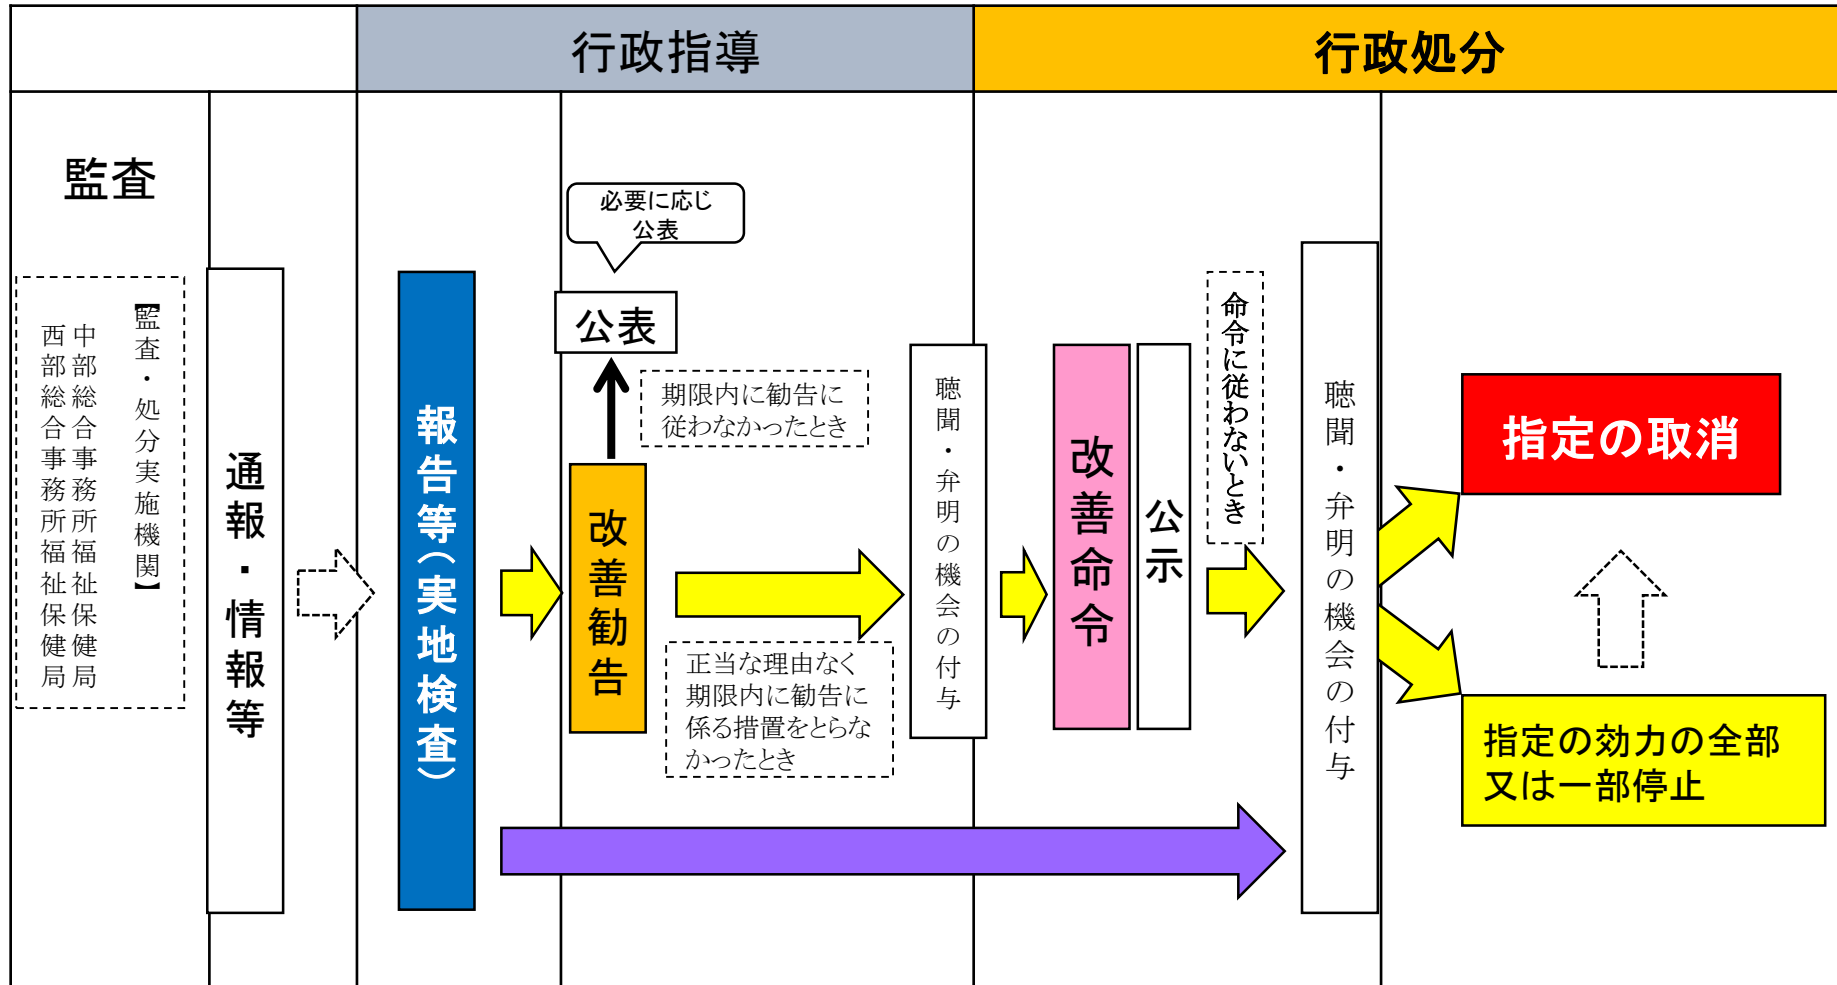 行政指導
行政処分
監査
【監査・処分実施機関】
中部総合事務所福祉保健局
西部総合事務所福祉保健局
通報・情報等
報告等(実地検査)
必要に応じ
公表
公表
期限内に勧告に
従わなかったとき
改善勧告
正当な理由なく
期限内に勧告に
係る措置をとらな
かったとき
聴聞・弁明の機会の付与
改善命令
公示
命令に従わないとき
聴聞・弁明の機会の付与
指定の取消
指定の効力の全部
又は一部停止